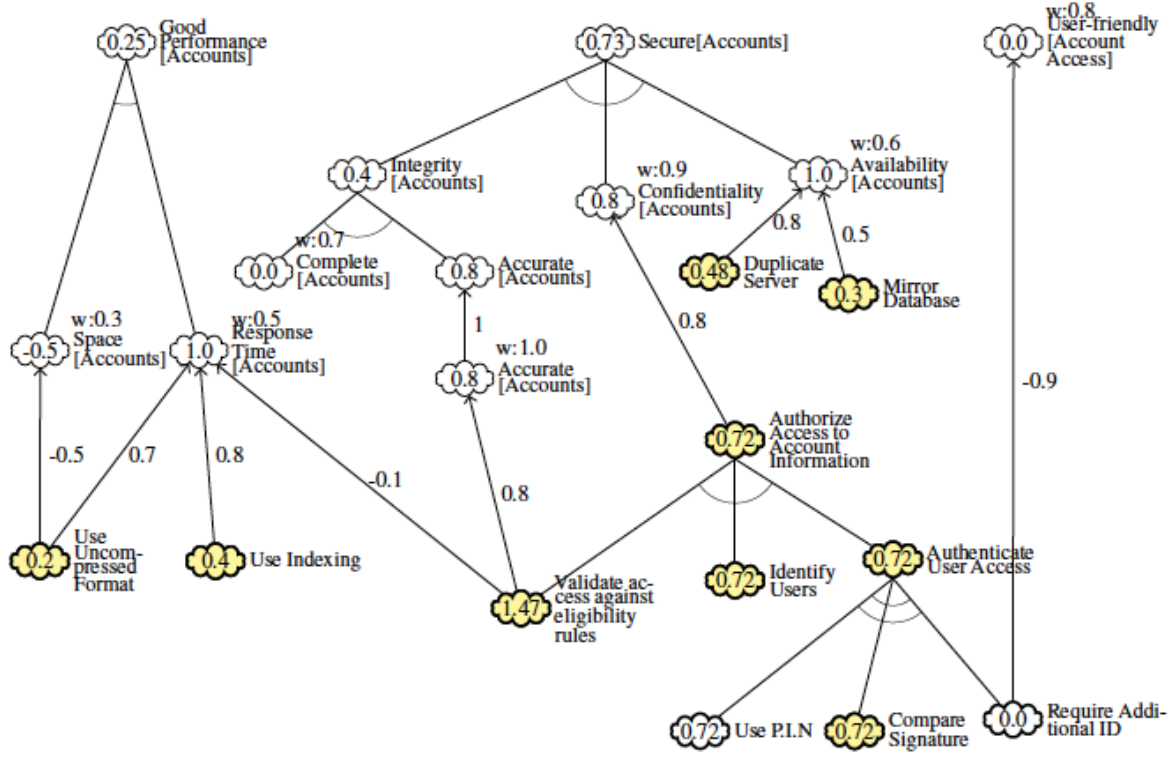 Good
Performance
[Accounts]
0.25
0.73
Secure[Accounts]
w:0.8
User-friendly
[Account
Access]
0.0
Integrity
[Accounts]
0.4
w:0.9
Confidentiality
[Accounts]
0.8
w:0.6
Availability
[Accounts]
1.0
w:0.7
Complete
[Accounts]
0.0
Accurate
[Accounts]
0.8
0.8
0.5
Duplicate
Server
0.48
Mirror
Database
0.3
w:0.3
Space
[Accounts]
-0.5
w:0.5
Response
Time
[Accounts]
1.0
1
w:1.0
Accurate
[Accounts]
0.8
0.8
-0.9
Authorize
Access to
Account
Information
0.72
-0.5
0.7
0.8
-0.1
0.8
Use
Uncom-
pressed
Format
0.2
0.4
Use Indexing
Validate ac-
cess against
eligibility
rules
1.47
Identify
Users
0.72
Authenticate
User Access
0.72
0.72
Use P.I.N
0.72
Compare
Signature
0.0
Require Addi-
tional ID